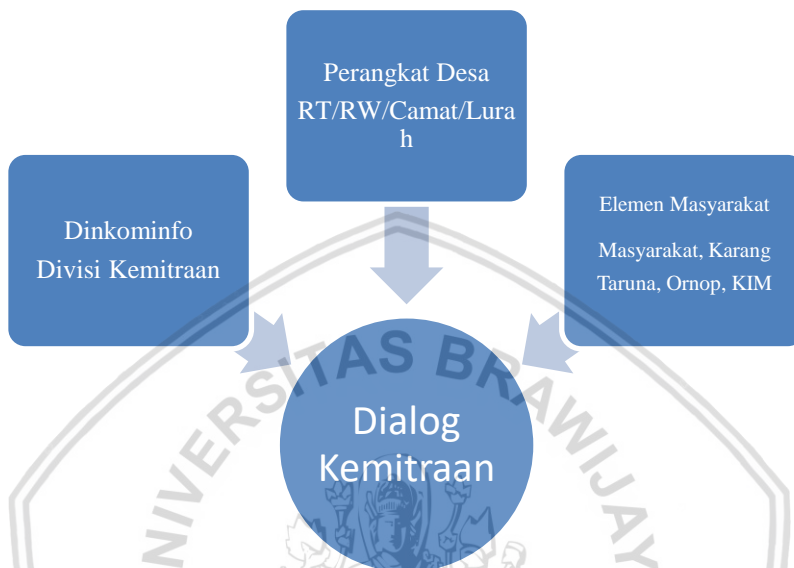 Perangkat Desa
RT/RW/Camat/Lura
h
Dinkominfo
Divisi Kemitraan
Elemen Masyarakat
Masyarakat, Karang
Taruna, Ornop, KIM
Dialog
Kemitraan
UNIVERSITAS BRAWIJAY